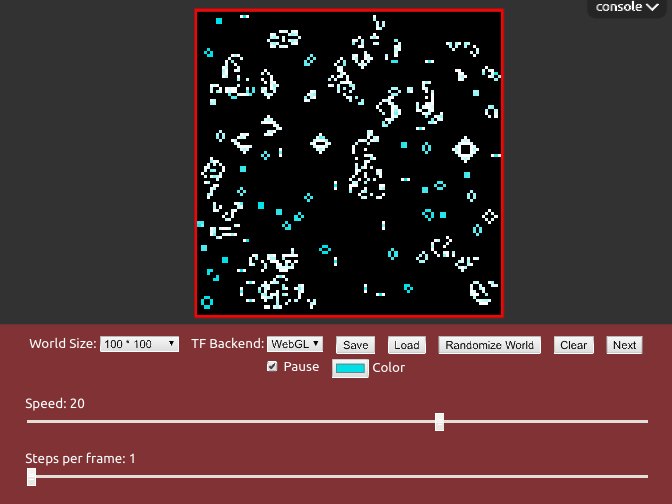 console
World Size: 100 * 100 TF Backend: WebGL Save Load Randomize World Clear Next
Pause Color
Speed: 20
Steps per frame: 1